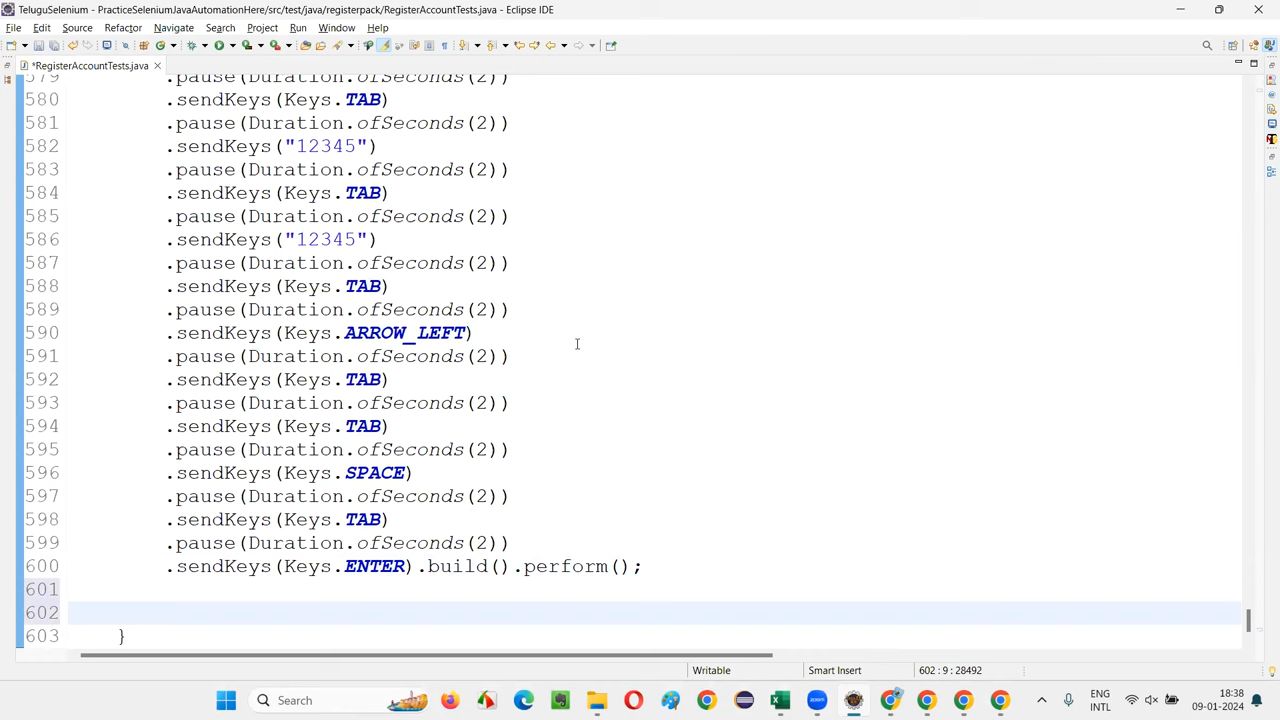 TeluguSelenium - PracticeSeleniumJavaAutomationHere/src/test/java/registerpack/RegisterAccountTests.java - Eclipse IDE
File Edit Source Refactor Navigate Search Project Run Window Help
*RegisterAccountTests.java
579 .pause(Duration.ofSeconds(2))
580 .sendKeys(Keys.TAB)
581 .pause(Duration.ofSeconds(2))
582 .sendKeys("12345")
583 .pause(Duration.ofSeconds(2))
584 .sendKeys(Keys.TAB)
585 .pause(Duration.ofSeconds(2))
586 .sendKeys("12345")
587 .pause(Duration.ofSeconds(2))
588 .sendKeys(Keys.TAB)
589 .pause(Duration.ofSeconds(2))
590 .sendKeys(Keys.ARROW_LEFT)
591 .pause(Duration.ofSeconds(2))
592 .sendKeys(Keys.TAB)
593 .pause(Duration.ofSeconds(2))
594 .sendKeys(Keys.TAB)
595 .pause(Duration.ofSeconds(2))
596 .sendKeys(Keys.SPACE)
597 .pause(Duration.ofSeconds(2))
598 .sendKeys(Keys.TAB)
599 .pause(Duration.ofSeconds(2))
600 .sendKeys(Keys.ENTER).build().perform();
601
602
603 }
Writable Smart Insert 602 : 9 : 28492
Search zoom ENG INTL 18:38 09-01-2024